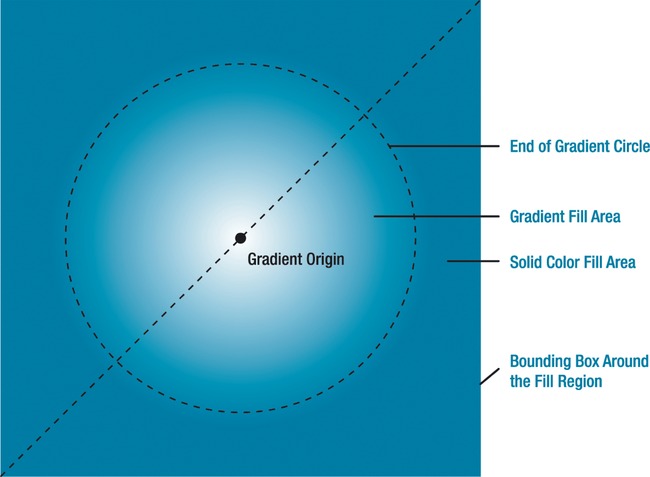 End of Gradient Circle
Gradient Fill Area
Gradient Origin
Solid Color Fill Area
Bounding Box Around
the Fill Region